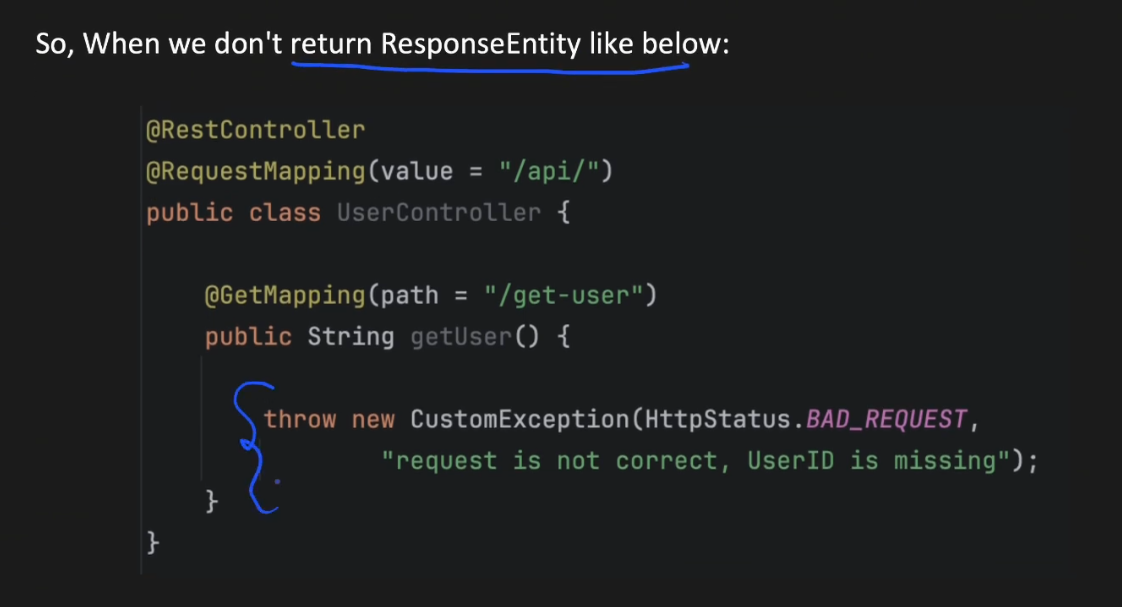 So, When we don't return ResponseEntity like below:
@RestController
@RequestMapping(value = "/api/")
public class UserController {
@GetMapping(path = "/get-user")
public String getUser() {
throw new CustomException(HttpStatus.BAD_REQUEST,
"request is not correct, UserID is missing");
}
}